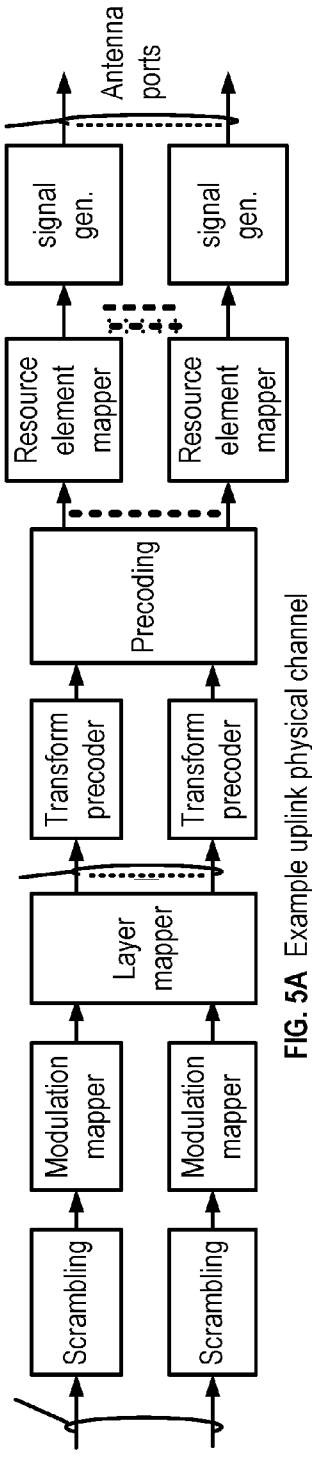 Scrambling
Modulation
mapper
Layer
mapper
Transform
precoder
Precoding
Resource
element
mapper
signal
gen.
Antenna
ports
Scrambling
Modulation
mapper
Transform
precoder
Resource
element
mapper
signal
gen.
FIG. 5A Example uplink physical channel